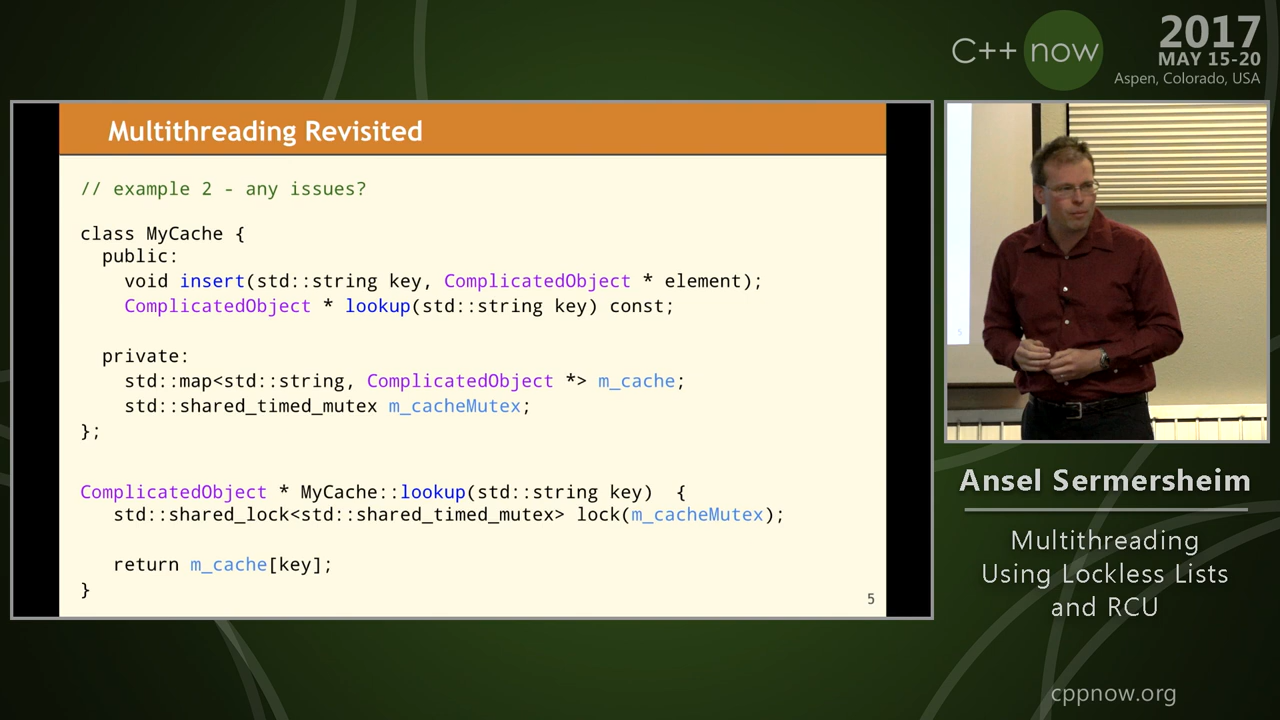 C++ now
2017
MAY 15-20
Aspen, Colorado, USA
Multithreading Revisited
// example 2 - any issues?
class MyCache {
public:
void insert(std::string key, ComplicatedObject * element);
ComplicatedObject * lookup(std::string key) const;
private:
std::map<std::string, ComplicatedObject *> m_cache;
std::shared_timed_mutex m_cacheMutex;
};
ComplicatedObject * MyCache::lookup(std::string key)  {
std::shared_lock<std::shared_timed_mutex> lock(m_cacheMutex);
return m_cache[key];
}
5
5
Ansel Sermersheim
Multithreading
Using Lockless Lists
and RCU
cppnow.org